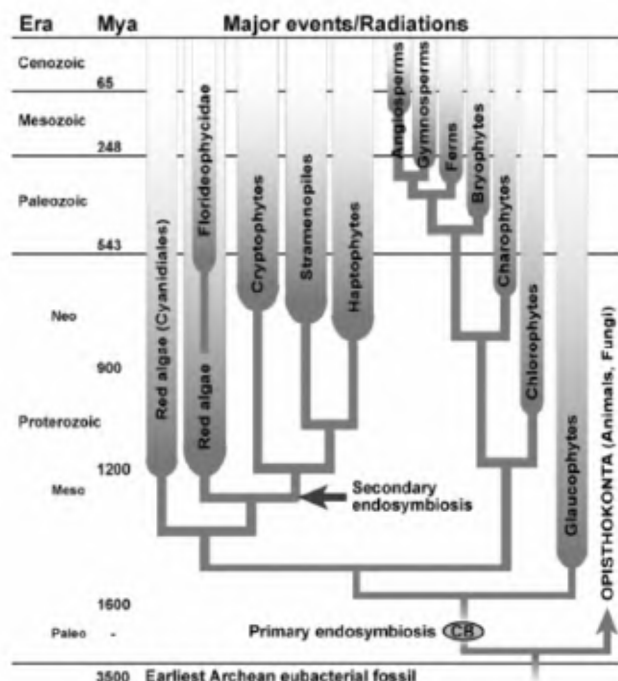 Era Mya Major events/Radiations
Cenozoic
65
Mesozoic
248
Paleozoic
543
Neo
900
Proterozoic
1200
Meso
1600
Paleo -
3500 Earliest Archean eubacterial fossil
Red algae (Cyanidiales)
Florideophycidae
Red algae
Cryptophytes
Stramenopiles
Haptophytes
Angiosperms
Gymnosperms
Ferns
Bryophytes
Charophytes
Chlorophytes
Glaucophytes
OPISTHOKONTA (Animals, Fungi)
Secondary
endosymbiosis
Primary endosymbiosis CB